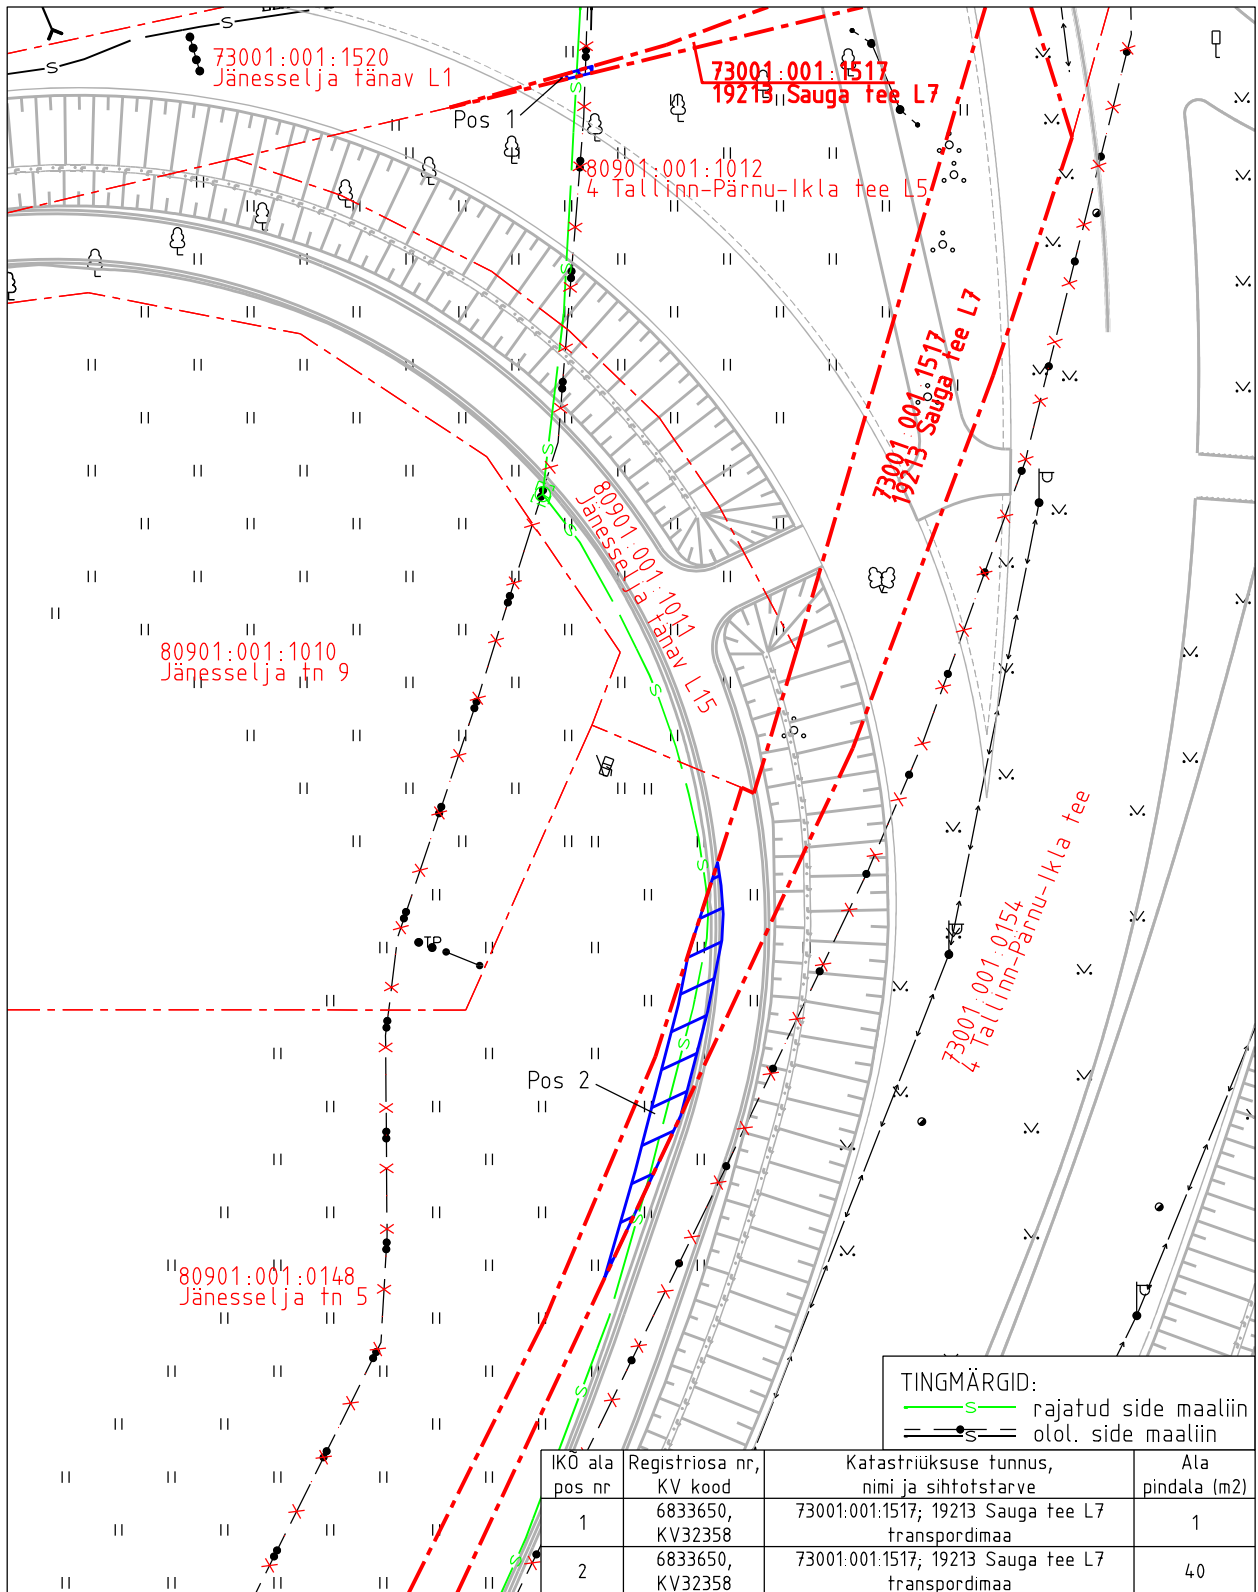 73001:001:1520
Jänesselja tänav L1
73001:001:1517
19213 Sauga tee L7
Pos 1
80901:001:1012
4 Tallinn-Pärnu-Ikla tee L5
73001:001:1517
19213 Sauga tee L7
80901:001:1011
Jänesselja tänav L15
80901:001:1010
Jänesselja tn 9
TP
73001:001:0154
4 Tallinn-Pärnu-Ikla tee
Pos 2
80901:001:0148
Jänesselja tn 5
TINGMÄRGID:
S rajatud side maaliin
S olol. side maaliin
IKÕ ala pos nr
Registriosa nr, KV kood
Katastriüksuse tunnus, nimi ja sihtotstarve
Ala pindala (m2)
1
6833650, KV32358
73001:001:1517; 19213 Sauga tee L7 transpordimaa
1
2
6833650, KV32358
73001:001:1517; 19213 Sauga tee L7 transpordimaa
40